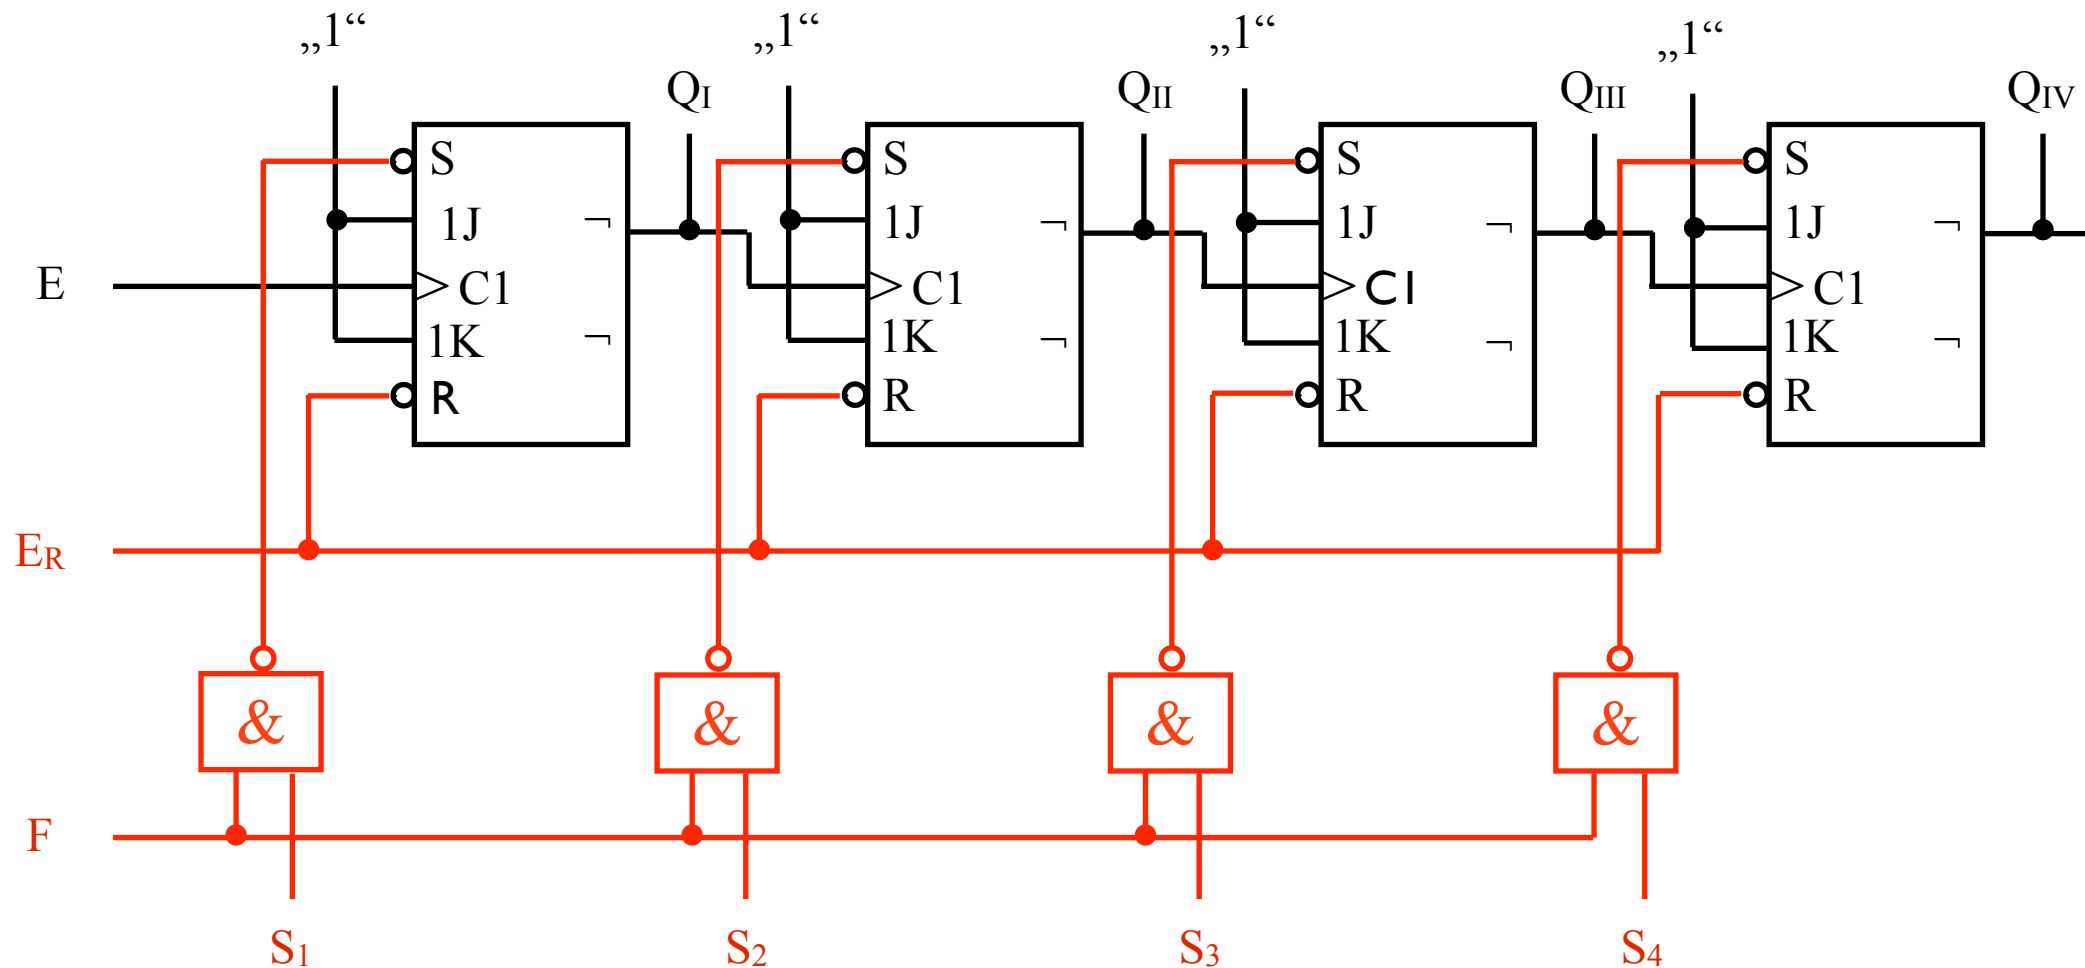 „1“ „1“ „1“ „1“
QI QII QIII QIV
S S S S
1J ¬ 1J ¬ 1J ¬ 1J ¬
E C1 C1 C1 C1
1K ¬ 1K ¬ 1K ¬ 1K ¬
R R R R
ER
& & & &
F
S1 S2 S3 S4